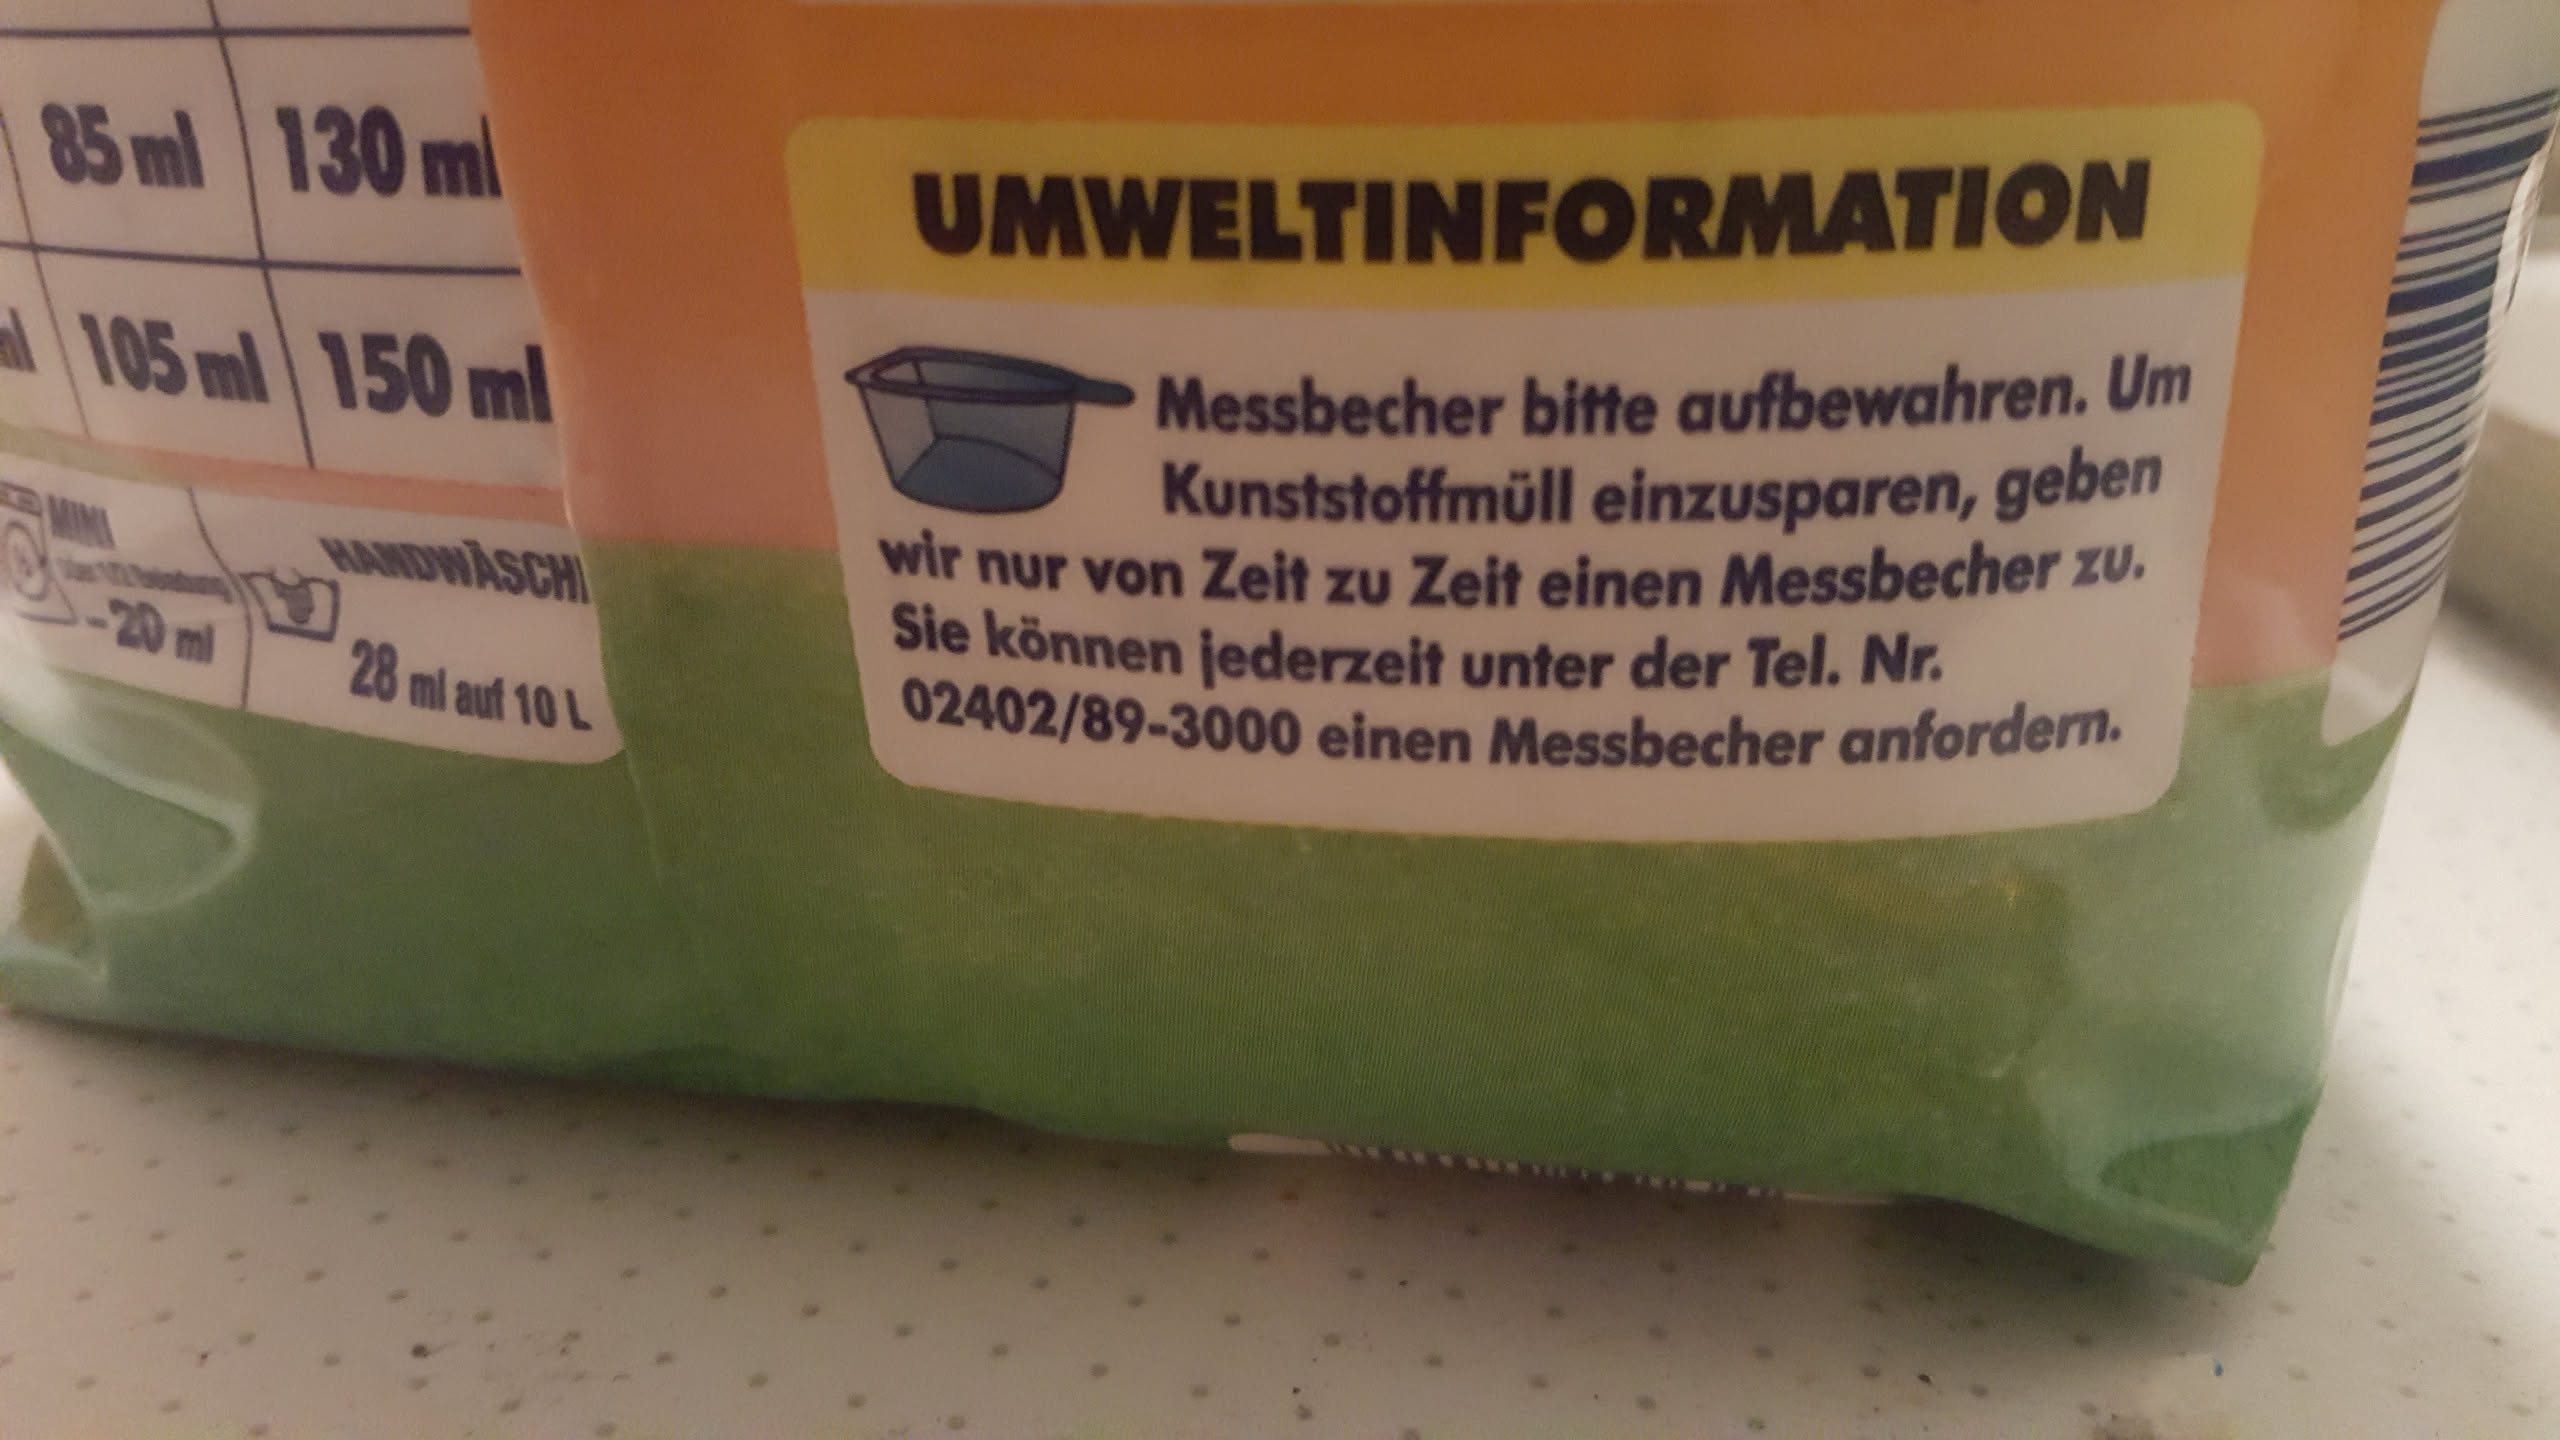 85 ml 130 ml
105 ml 150 ml
MINI
-20 ml
HANDWÄSCH
28 ml auf 10 L
UMWELTINFORMATION
Messbecher bitte aufbewahren. Um
Kunststoffmüll einzusparen, geben
wir nur von Zeit zu Zeit einen Messbecher zu.
Sie können jederzeit unter der Tel. Nr.
02402/89-3000 einen Messbecher anfordern.